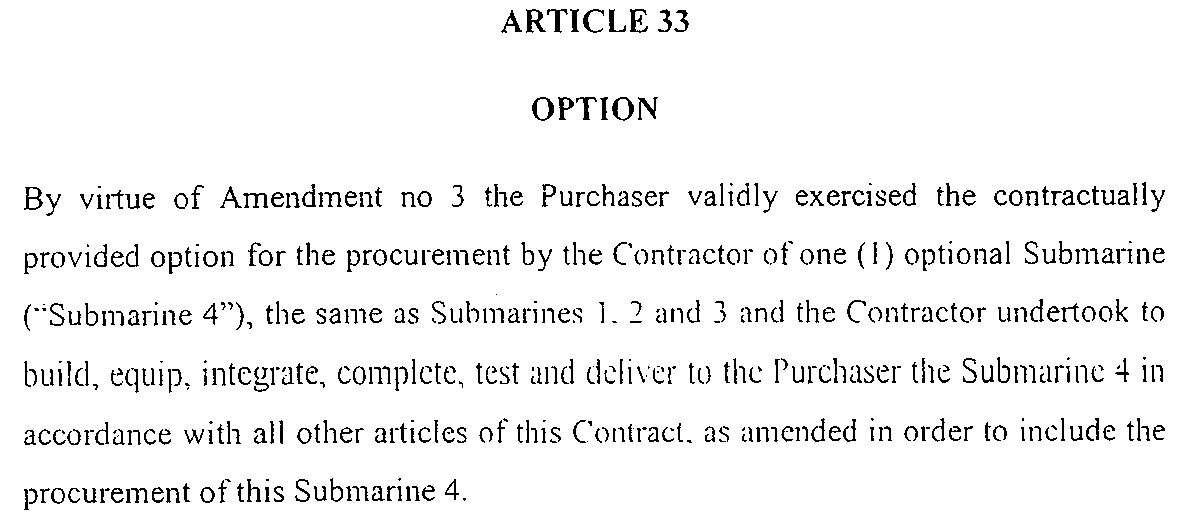 ARTICLE 33
OPTION
By virtue of Amendment no 3 the Purchaser validly exercised the contractually
provided option for the procurement by the Contractor of one (1) optional Submarine
(“Submarine 4”), the same as Submarines 1, 2 and 3 and the Contractor undertook to
build, equip, integrate, complete, test and deliver to the Purchaser the Submarine 4 in
accordance with all other articles of this Contract, as amended in order to include the
procurement of this Submarine 4.